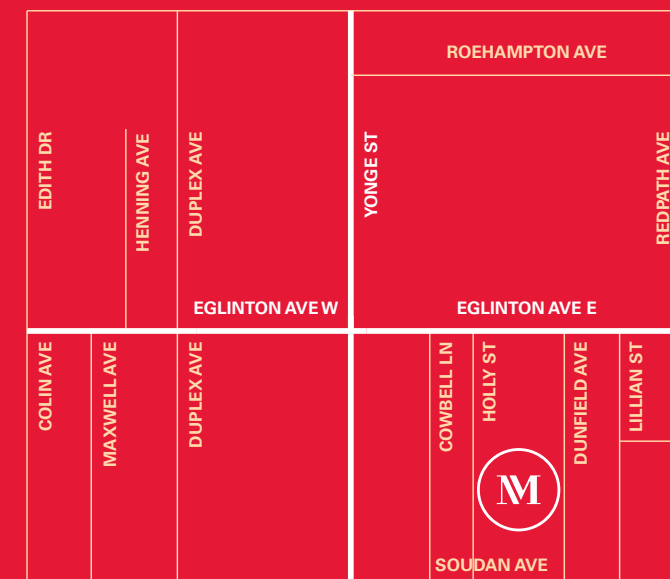 ROEHAMPTON AVE
EDITH DR
HENNING AVE
DUPLEX AVE
YONGE ST
REDPATH AVE
EGLINTON AVE W
EGLINTON AVE E
COLIN AVE
MAXWELL AVE
DUPLEX AVE
COWBELL LN
HOLLY ST
DUNFIELD AVE
LILLIAN ST
M
SOUDAN AVE